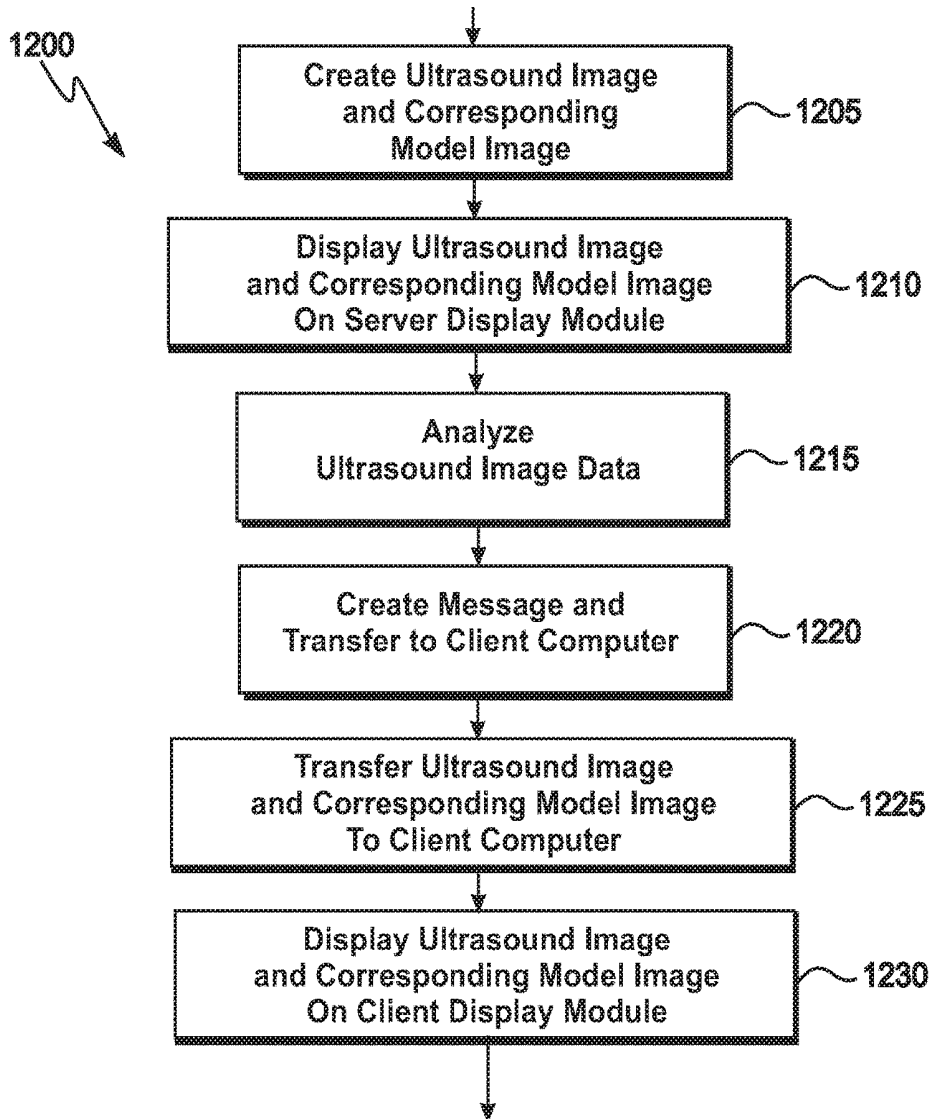 1200
Create Ultrasound Image
and Corresponding
Model Image
1205
Display Ultrasound Image
and Corresponding Model Image
On Server Display Module
1210
Analyze
Ultrasound Image Data
1215
Create Message and
Transfer to Client Computer
1220
Transfer Ultrasound Image
and Corresponding Model Image
To Client Computer
1225
Display Ultrasound Image
and Corresponding Model Image
On Client Display Module
1230